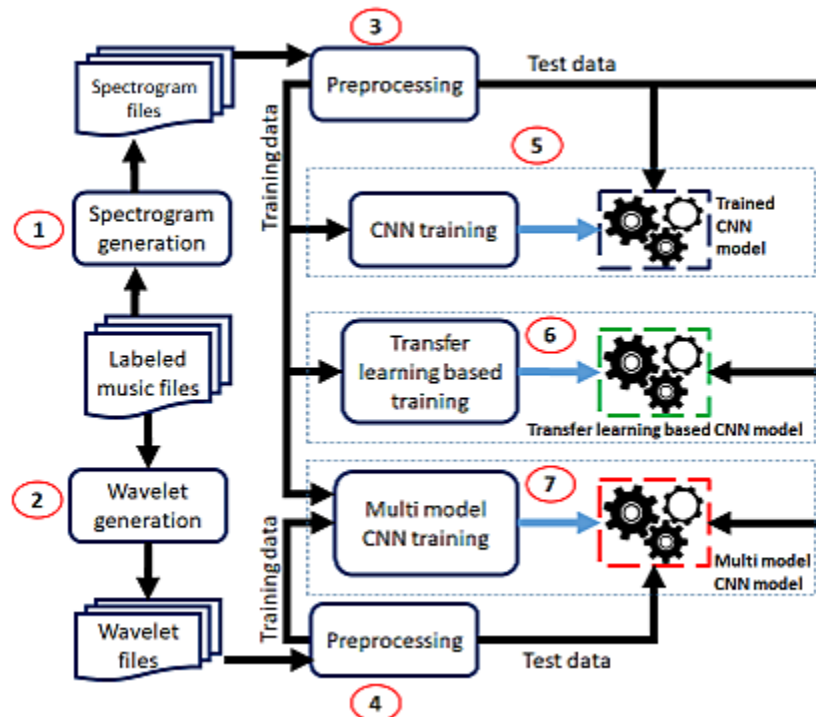 3
Spectrogram
files
Preprocessing
Test data
Training data
5
1
Spectrogram
generation
CNN training
Trained
CNN
model
Labeled
music files
Transfer
learning based
training
6
Transfer learning based CNN model
2
Wavelet
generation
Multi model
CNN training
7
Multi model
CNN model
Training data
Wavelet
files
Preprocessing
Test data
4